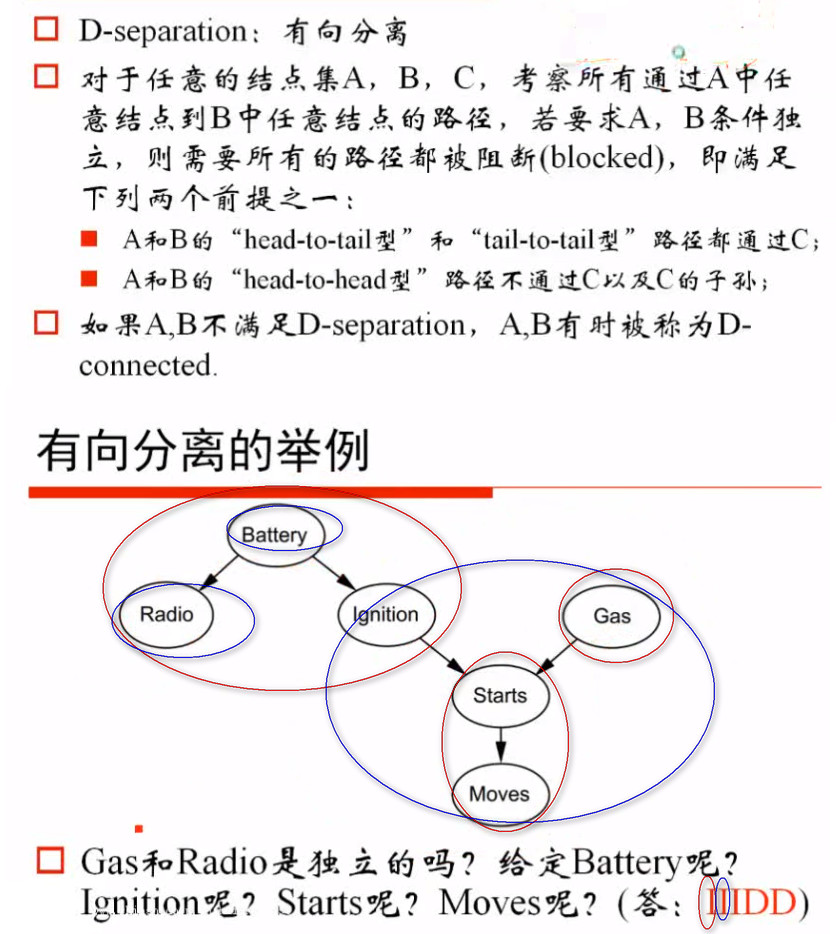 D-separation：有向分离
对于任意的结点集A，B，C，考察所有通过A中任
意结点到B中任意结点的路径，若要求A，B条件独
立，则需要所有的路径都被阻断(blocked)，即满足
下列两个前提之一：
A和B的“head-to-tail型”和“tail-to-tail型”路径都通过C；
A和B的“head-to-head型”路径不通过C以及C的子孙；
如果A,B不满足D-separation，A,B有时被称为D-
connected.
有向分离的举例
Battery
Radio
Ignition
Gas
Starts
Moves
Gas和Radio是独立的吗？给定Battery呢？
Ignition呢？Starts呢？Moves呢？(答：IIIDD)